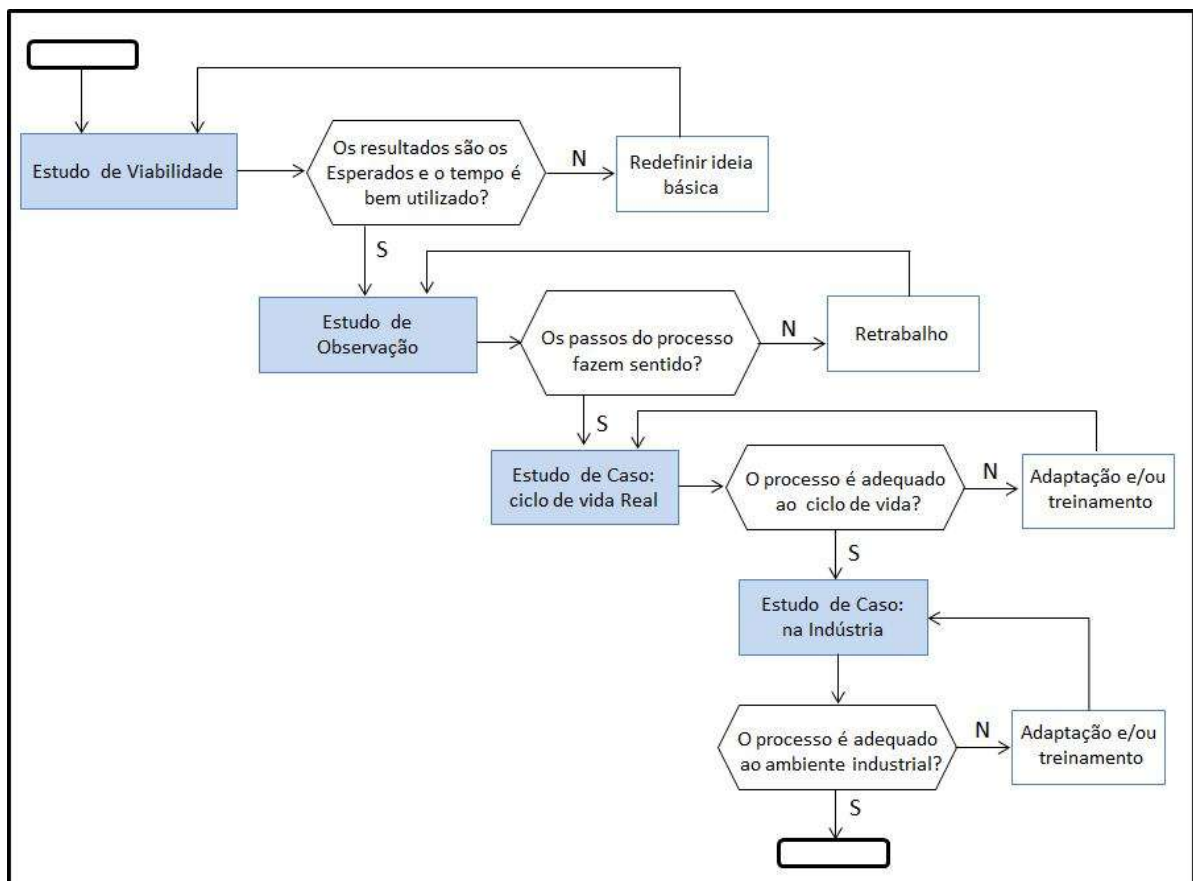 Estudo de Viabilidade
Os resultados são os
Esperados e o tempo é
bem utilizado?
N
Redefinir ideia
básica
S
Estudo de
Observação
Os passos do processo
fazem sentido?
N
Retrabalho
S
Estudo de Caso:
ciclo de vida Real
O processo é adequado
ao ciclo de vida?
N
Adaptação e/ou
treinamento
S
Estudo de Caso:
na Indústria
O processo é adequado
ao ambiente industrial?
N
Adaptação e/ou
treinamento
S